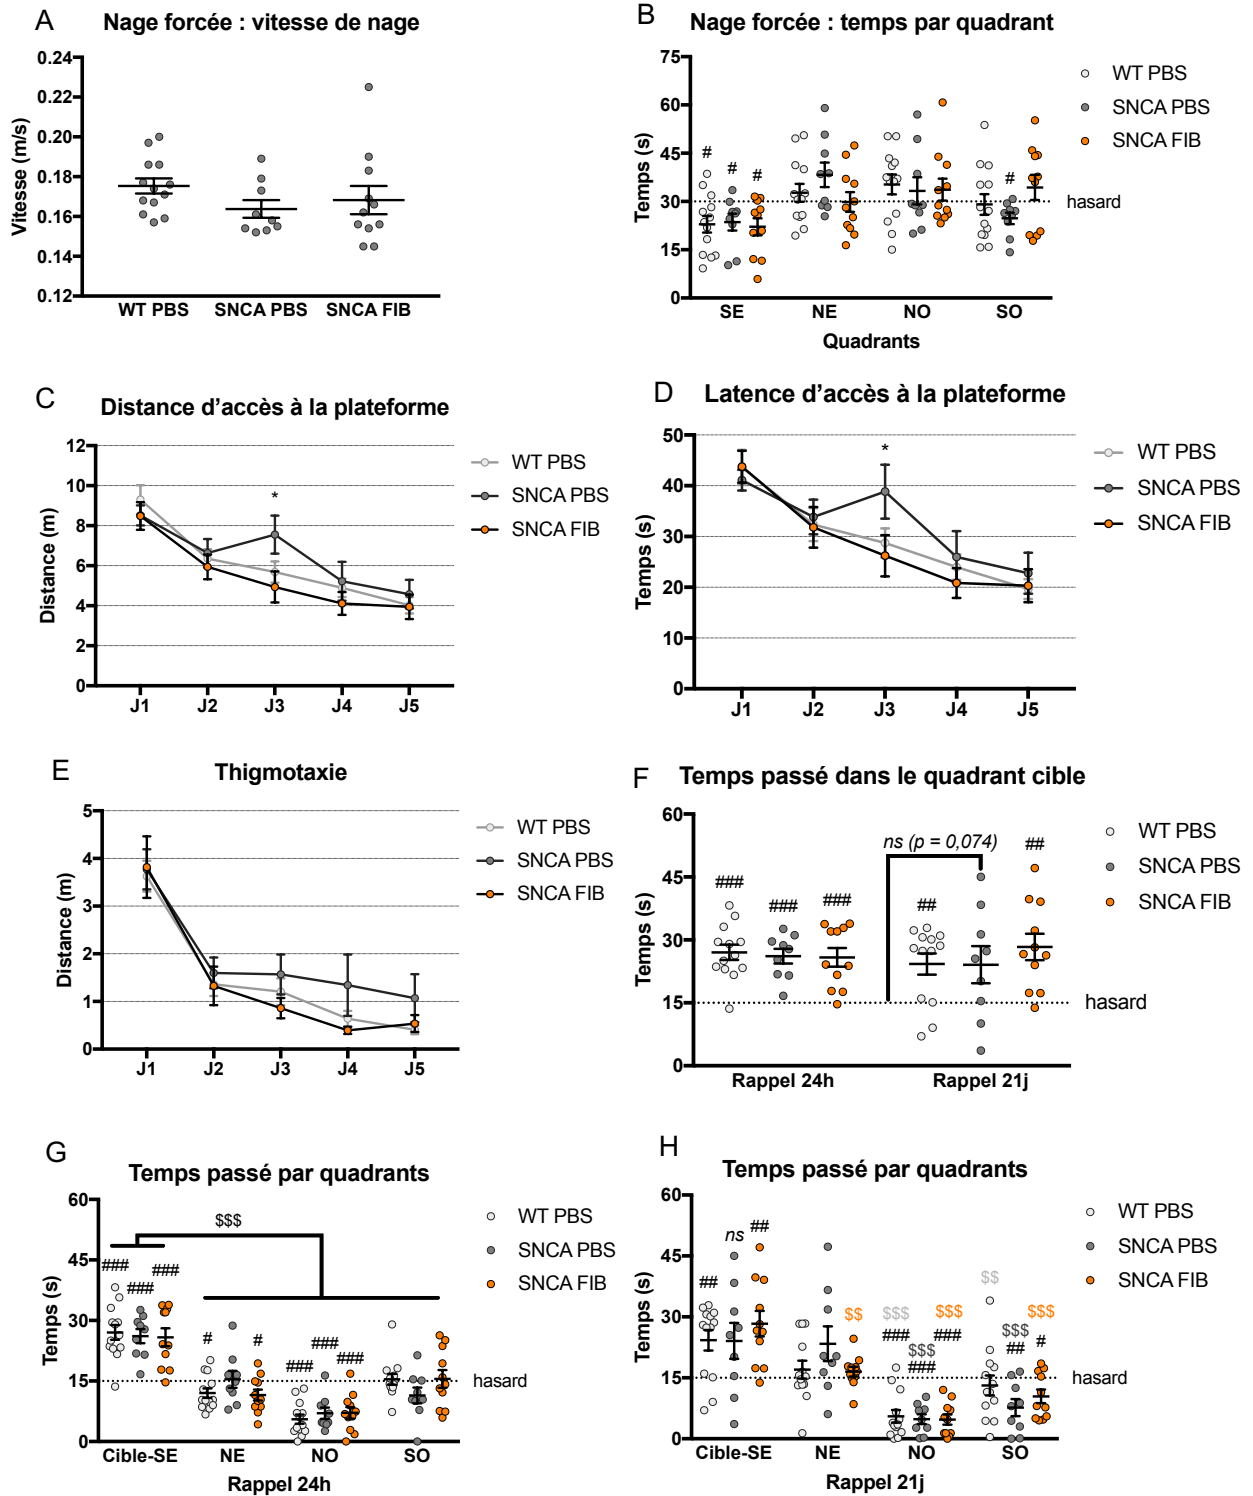 A
Nage forcée : vitesse de nage
Vitesse (m/s)
0.24
0.22
0.20
0.18
0.16
0.14
0.12
WT PBS
SNCA PBS
SNCA FIB
B
Nage forcée : temps par quadrant
Temps (s)
75
60
45
30
15
0
# # # #
hasard
SE NE NO SO
Quadrants
WT PBS
SNCA PBS
SNCA FIB
C
Distance d'accès à la plateforme
Distance (m)
12
10
8
6
4
2
0
*
J1 J2 J3 J4 J5
WT PBS
SNCA PBS
SNCA FIB
D
Latence d'accès à la plateforme
Temps (s)
50
40
30
20
10
0
*
J1 J2 J3 J4 J5
WT PBS
SNCA PBS
SNCA FIB
E
Thigmotaxie
Distance (m)
5
4
3
2
1
0
J1 J2 J3 J4 J5
WT PBS
SNCA PBS
SNCA FIB
F
Temps passé dans le quadrant cible
Temps (s)
60
45
30
15
0
### ### ###
ns (p = 0,074)
## ##
hasard
Rappel 24h Rappel 21j
WT PBS
SNCA PBS
SNCA FIB
G
Temps passé par quadrants
Temps (s)
60
45
30
15
0
$$$
### ### ###
# #
### ### ###
hasard
Cible-SE NE NO SO
Rappel 24h
WT PBS
SNCA PBS
SNCA FIB
H
Temps passé par quadrants
Temps (s)
60
45
30
15
0
## ns ##
$$
$$$ $$$ $$$
### ### ###
$$ $$$ $$$
## #
hasard
Cible-SE NE NO SO
Rappel 21j
WT PBS
SNCA PBS
SNCA FIB